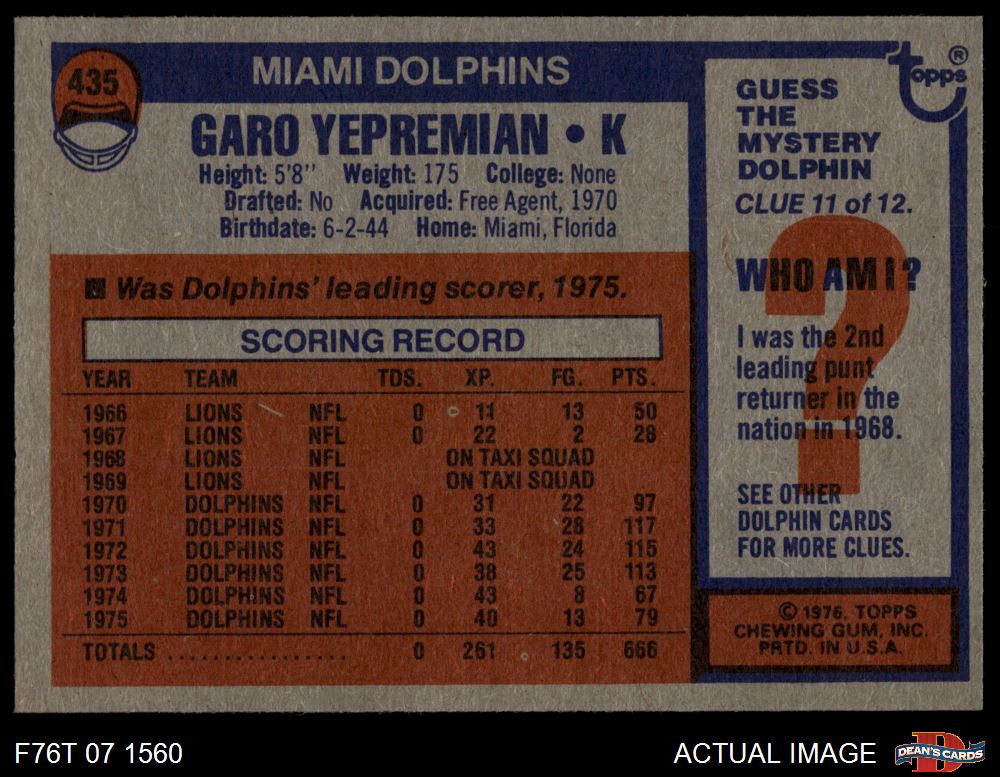 435
MIAMI DOLPHINS
GARO YEPREMIAN • K
Height: 5'8" Weight: 175 College: None
Drafted: No Acquired: Free Agent, 1970
Birthdate: 6-2-44 Home: Miami, Florida
Was Dolphins' leading scorer, 1975.
SCORING RECORD
YEAR TEAM TDS. XP. FG. PTS.
1966 LIONS NFL 0 11 13 50
1967 LIONS NFL 0 22 2 28
1968 LIONS NFL ON TAXI SQUAD
1969 LIONS NFL ON TAXI SQUAD
1970 DOLPHINS NFL 0 31 22 97
1971 DOLPHINS NFL 0 33 28 117
1972 DOLPHINS NFL 0 43 24 115
1973 DOLPHINS NFL 0 38 25 113
1974 DOLPHINS NFL 0 43 8 67
1975 DOLPHINS NFL 0 40 13 79
TOTALS ................ 0 261 135 666
topps®
GUESS
THE
MYSTERY
DOLPHIN
CLUE 11 of 12.
?
WHO AM I?
I was the 2nd
leading punt
returner in the
nation in 1968.
SEE OTHER
DOLPHIN CARDS
FOR MORE CLUES.
© 1976, TOPPS
CHEWING GUM, INC.
PRTD. IN U.S.A.
F76T 07 1560
ACTUAL IMAGE
D
DEAN'S CARDS